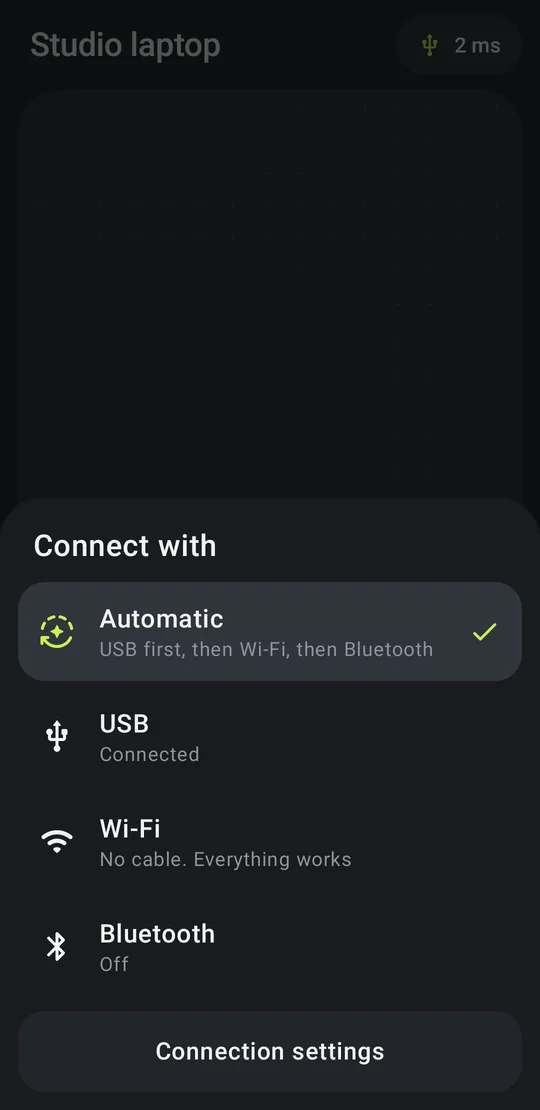 Studio laptop
2 ms
Connect with
Automatic
USB first, then Wi-Fi, then Bluetooth
USB
Connected
Wi-Fi
No cable. Everything works
Bluetooth
Off
Connection settings